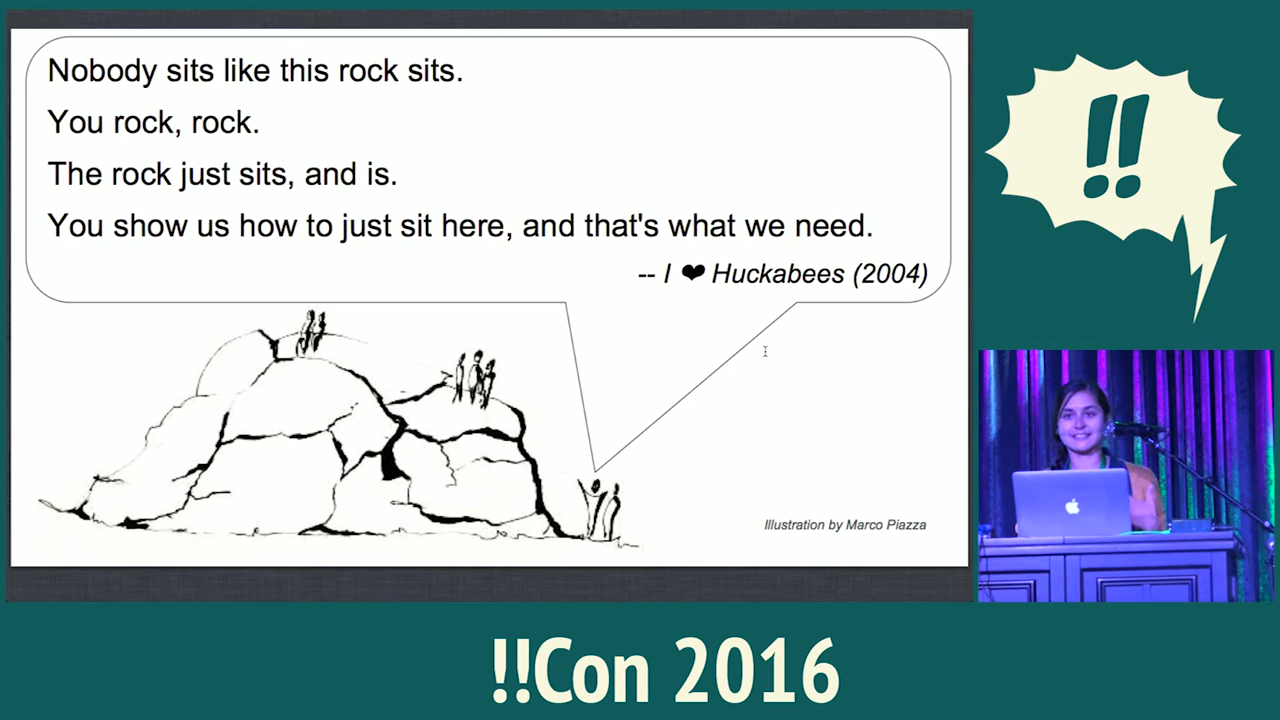 Nobody sits like this rock sits.
You rock, rock.
The rock just sits, and is.
You show us how to just sit here, and that's what we need.
-- I ❤ Huckabees (2004)
Illustration by Marco Piazza
!!
!!Con 2016